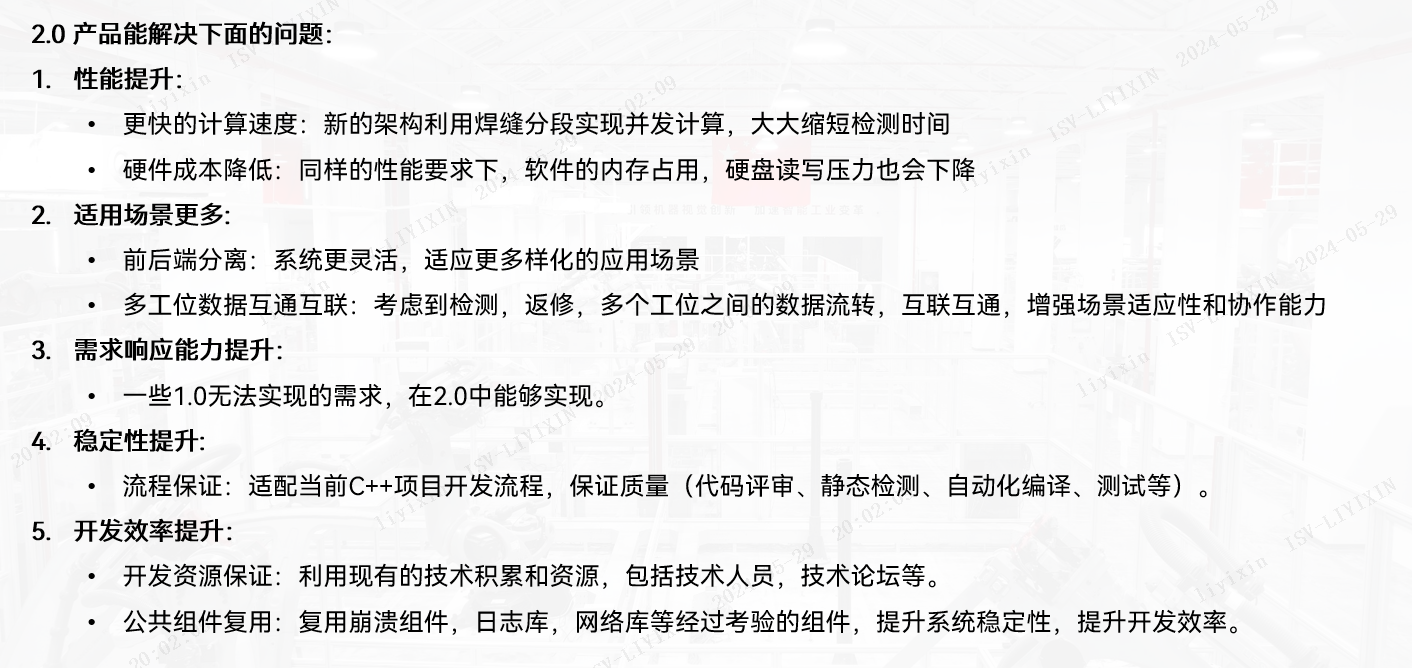 2.0 产品能解决下面的问题：
1. 性能提升：
• 更快的计算速度：新的架构利用焊缝分段实现并发计算，大大缩短检测时间
• 硬件成本降低：同样的性能要求下，软件的内存占用，硬盘读写压力也会下降
2. 适用场景更多：
• 前后端分离：系统更灵活，适应更多样化的应用场景
• 多工位数据互通互联：考虑到检测，返修，多个工位之间的数据流转，互联互通，增强场景适应性和协作能力
3. 需求响应能力提升：
• 一些1.0无法实现的需求，在2.0中能够实现。
4. 稳定性提升：
• 流程保证：适配当前C++项目开发流程，保证质量（代码评审、静态检测、自动化编译、测试等）。
5. 开发效率提升：
• 开发资源保证：利用现有的技术积累和资源，包括技术人员，技术论坛等。
• 公共组件复用：复用崩溃组件，日志库，网络库等经过考验的组件，提升系统稳定性，提升开发效率。
liyixin ISV-LIYIXIN 2024-05-29 20:02:09